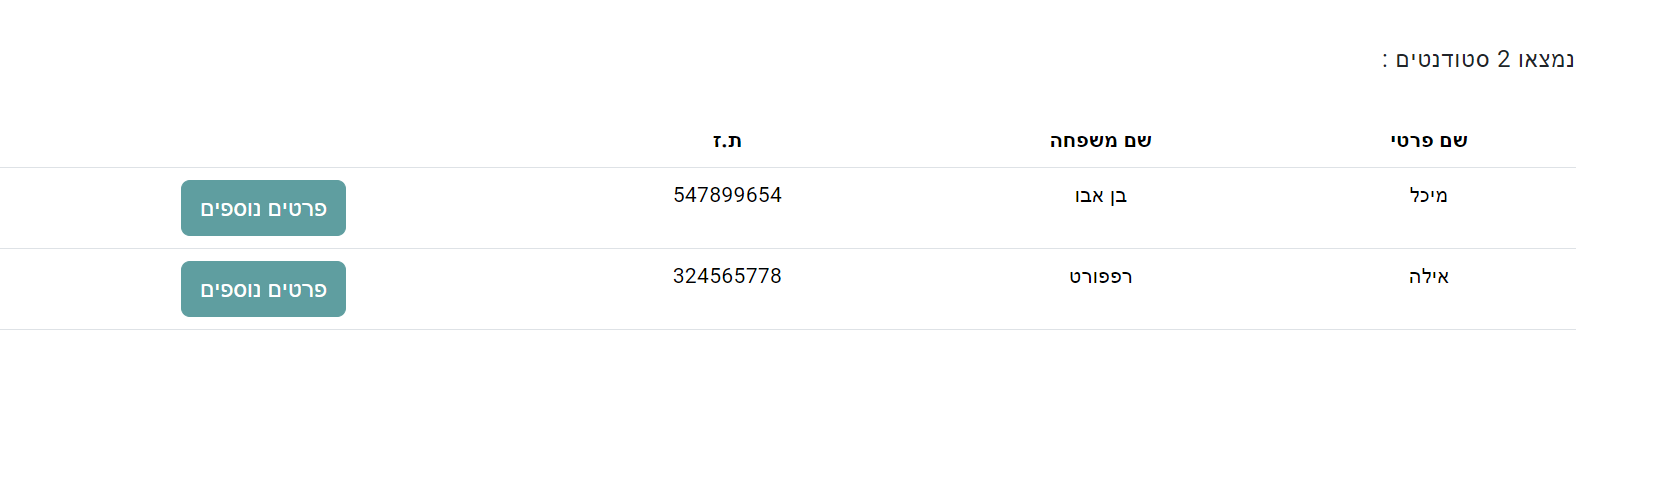 נמצאו 2 סטודנטים :
שם פרטי שם משפחה ת.ז
מיכל בן אבו 547899654 פרטים נוספים
אילה רפפורט 324565778 פרטים נוספים